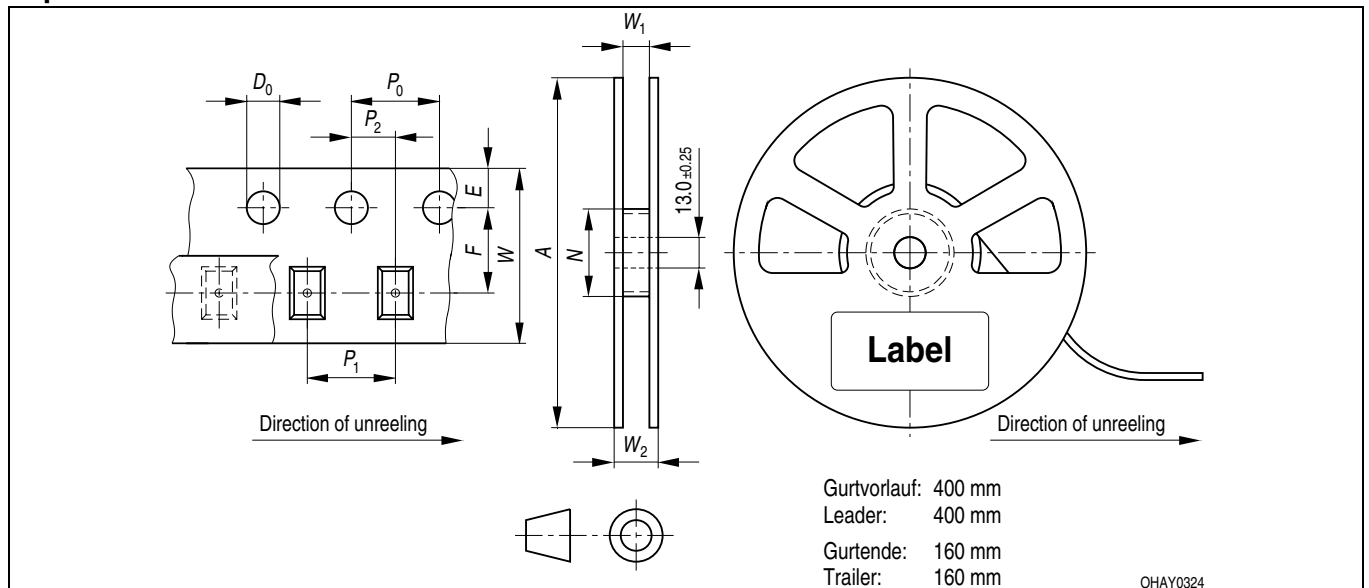 W1
D0
P0
P2
E
F
W
A
N
13.0 ±0.25
P1
W2
Label
Direction of unreeling
Direction of unreeling
Gurtvorlauf: 400 mm
Leader: 400 mm
Gurtende: 160 mm
Trailer: 160 mm
OHAY0324